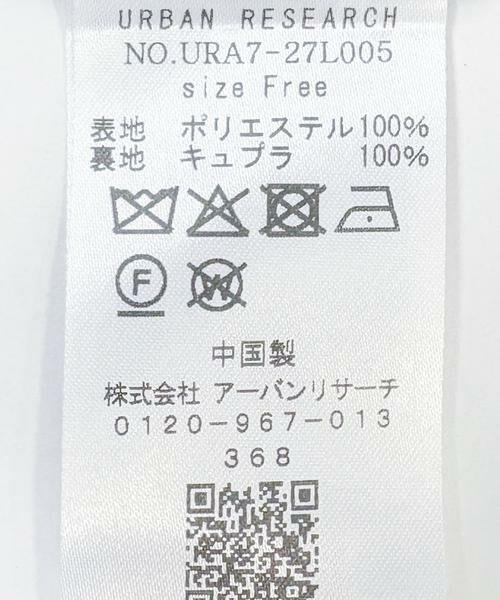 URBAN RESEARCH
NO.URA7-27L005
size Free
表地 ポリエステル100%
裏地 キュプラ 100%
F W
中国製
株式会社 アーバンリサーチ
0120-967-013
368